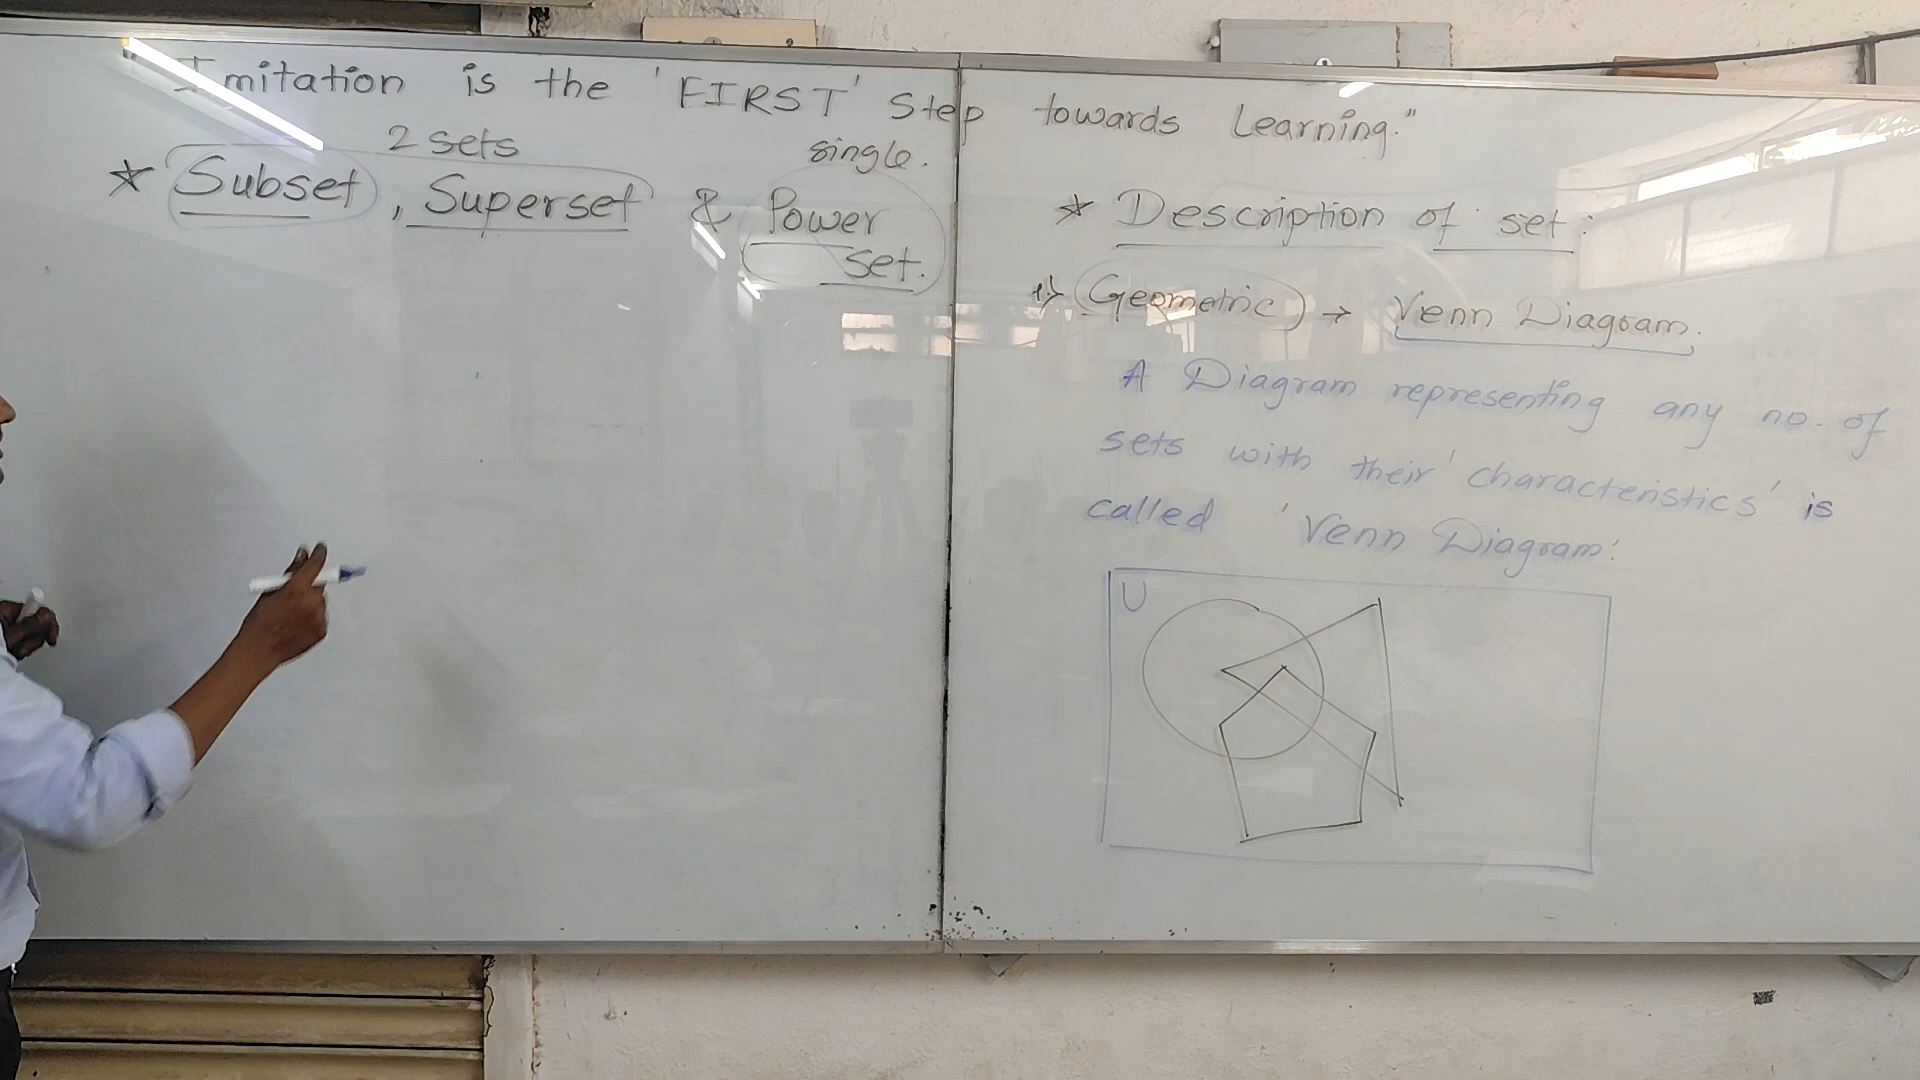 "Imitation is the 'FIRST' Step towards Learning."
2 sets single.
* Subset, Superset & Power
set.
* Description of set:
1) Geometric → Venn Diagram.
A Diagram representing any no. of
sets with their 'characteristics' is
called 'Venn Diagram'.
U